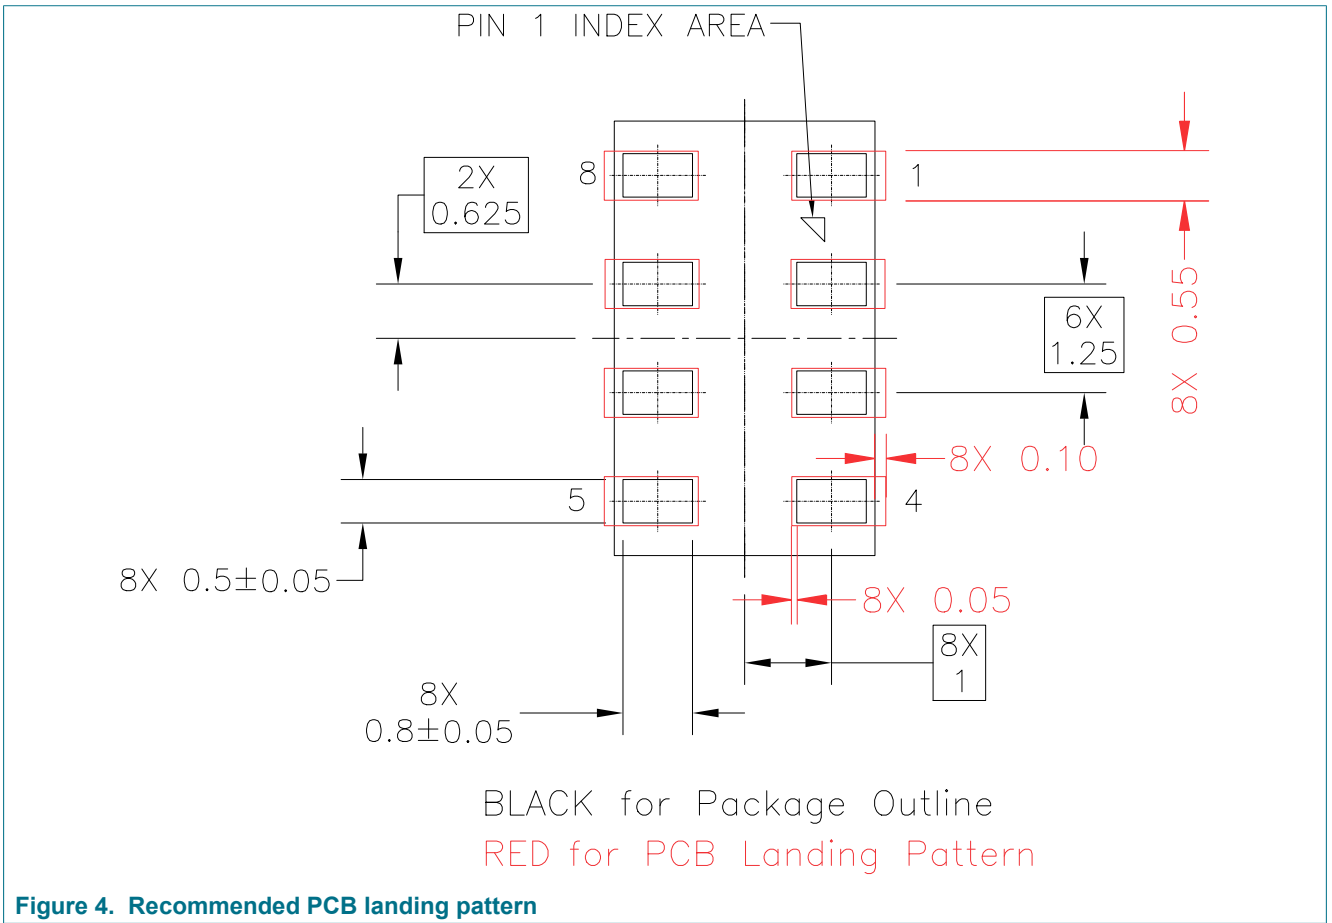 PIN 1 INDEX AREA
8
1
2X
0.625
8X 0.55
6X
1.25
8X 0.10
5
4
8X 0.5±0.05
8X 0.05
8X
1
8X
0.8±0.05
BLACK for Package Outline
RED for PCB Landing Pattern
Figure 4. Recommended PCB landing pattern